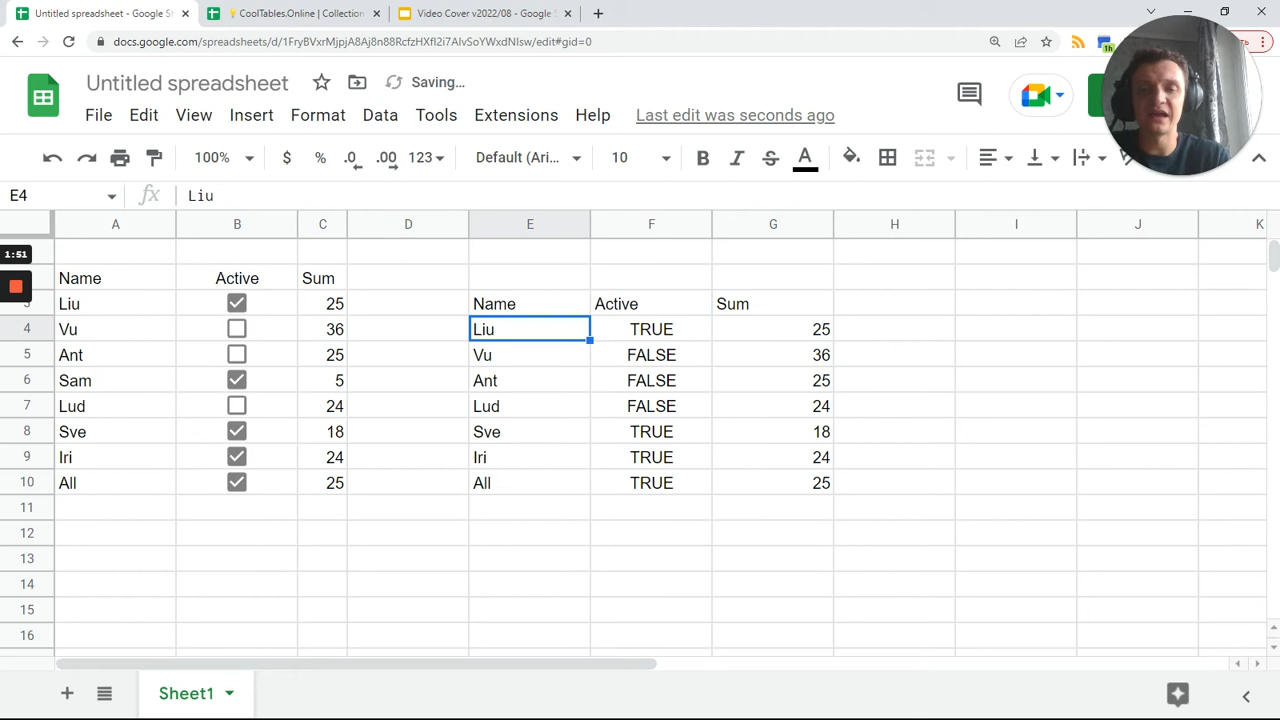 Untitled spreadsheet - Google Sh
CoolTables.Online | Collection
Video Cover v2022/08 - Google S
docs.google.com/spreadsheets/d/1FryBVxrMjpjA8Aj8n88RcfzHXfl2i7AlvSoYWxdNIsw/edit#gid=0
1h
Untitled spreadsheet
Saving...
File Edit View Insert Format Data Tools Extensions Help Last edit was seconds ago
100% $ % .0 .00 123 Default (Ari... 10 B I S A
E4 fx Liu
A B C D E F G H I J K
1:51
Name Active Sum
3 Liu 25 Name Active Sum
4 Vu 36 Liu TRUE 25
5 Ant 25 Vu FALSE 36
6 Sam 5 Ant FALSE 25
7 Lud 24 Lud FALSE 24
8 Sve 18 Sve TRUE 18
9 Iri 24 Iri TRUE 24
10 All 25 All TRUE 25
11
12
13
14
15
16
Sheet1